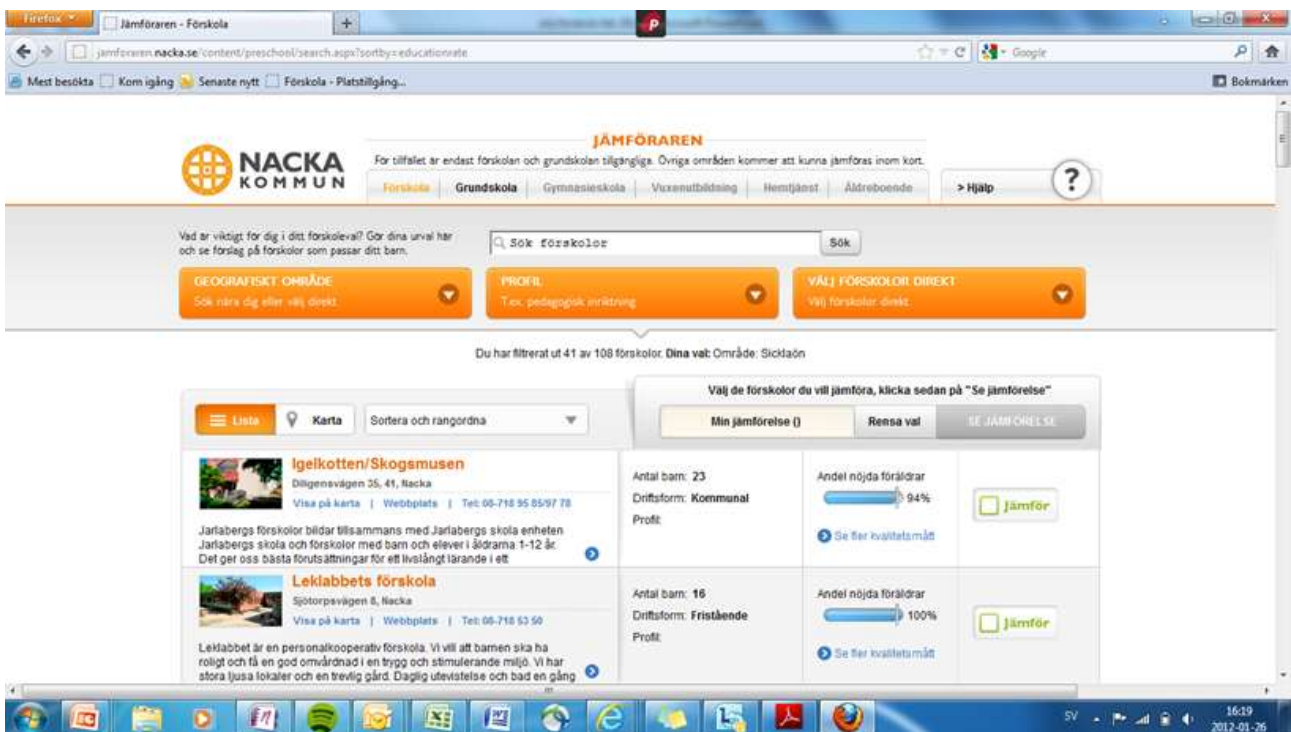 Firefox
Jämföraren - Förskola
jamforaren.nacka.se/content/preschool/search.aspx?sortby=educationrate
Google
Mest besökta
Kom igång
Senaste nytt
Förskola - Platstillgång...
Bokmärken
NACKA
KOMMUN
JÄMFÖRAREN
För tillfället är endast förskolan och grundskolan tillgängliga. Övriga områden kommer att kunna jämföras inom kort.
Förskola
Grundskola
Gymnasieskola
Vuxenutbildning
Hemtjänst
Äldreboende
> Hjälp
?
Vad är viktigt för dig i ditt förskoleval? Gör dina urval här
och se förslag på förskolor som passar ditt barn.
Sök förskolor
Sök
GEOGRAFISKT OMRÅDE
Sök nära dig eller välj direkt
PROFIL
T.ex. pedagogisk inriktning
VÄLJ FÖRSKOLOR DIREKT
Välj förskolor direkt
Du har filtrerat ut 41 av 108 förskolor. Dina val: Område: Sicklaön
Lista
Karta
Sortera och rangordna
Välj de förskolor du vill jämföra, klicka sedan på "Se jämförelse"
Min jämförelse ()
Rensa val
SE JÄMFÖRELSE
Igelkotten/Skogsmusen
Diligensvägen 35, 41, Nacka
Visa på karta | Webbplats | Tel: 08-718 95 85/97 78
Jarlabergs förskolor bildar tillsammans med Jarlabergs skola enheten
Jarlabergs skola och förskolor med barn och elever i åldrarna 1-12 år.
Det ger oss bästa förutsättningar för ett livslångt lärande i ett
Antal barn: 23
Driftsform: Kommunal
Profil:
Andel nöjda föräldrar
94%
Se fler kvalitetsmått
Jämför
Leklabbets förskola
Sjötorpsvägen 8, Nacka
Visa på karta | Webbplats | Tel: 08-718 53 50
Leklabbet är en personalkooperativ förskola. Vi vill att barnen ska ha
roligt och få en god omvårdnad i en trygg och stimulerande miljö. Vi har
stora ljusa lokaler och en trevlig gård. Daglig utevistelse och bad en gång
Antal barn: 16
Driftsform: Fristående
Profil:
Andel nöjda föräldrar
100%
Se fler kvalitetsmått
Jämför
SV
16:19
2012-01-26